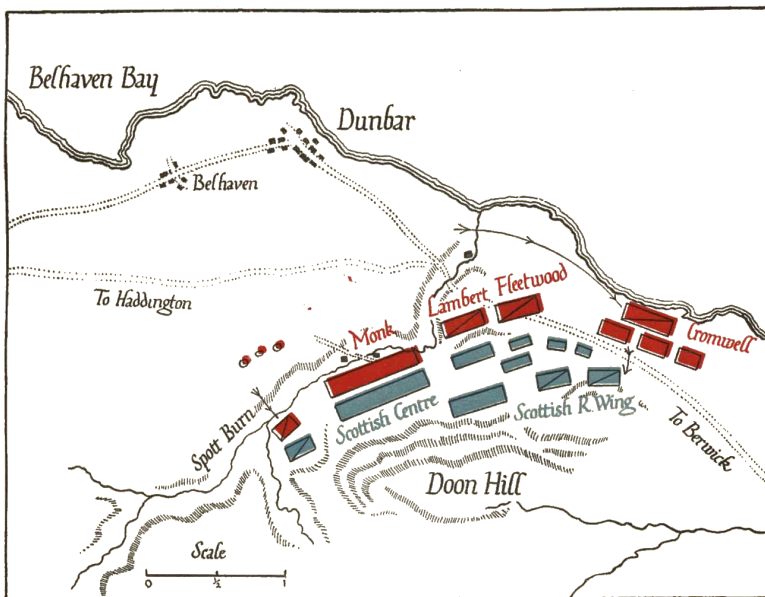 Belhaven Bay
Dunbar
Belhaven
To Haddington
Lambert
Fleetwood
Monk
Cromwell
Scottish Centre
Scottish R. Wing
Spott Burn
To Berwick
Doon Hill
Scale
0 ½ 1